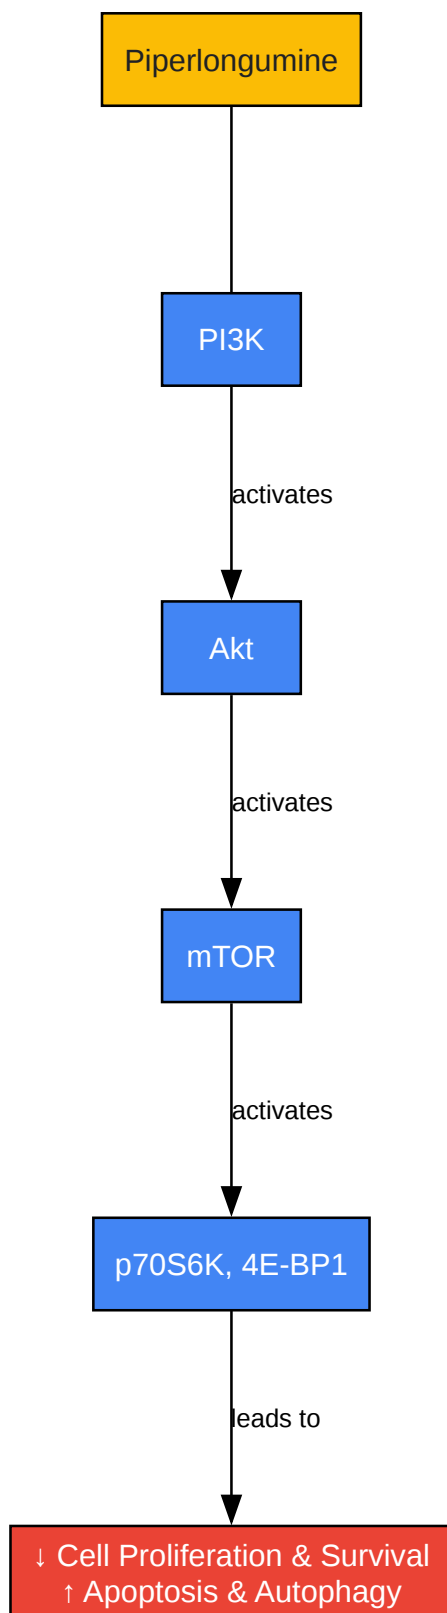 Piperlongumine
PI3K
activates
Akt
activates
mTOR
activates
p70S6K, 4E-BP1
leads to
↓ Cell Proliferation & Survival
↑ Apoptosis & Autophagy